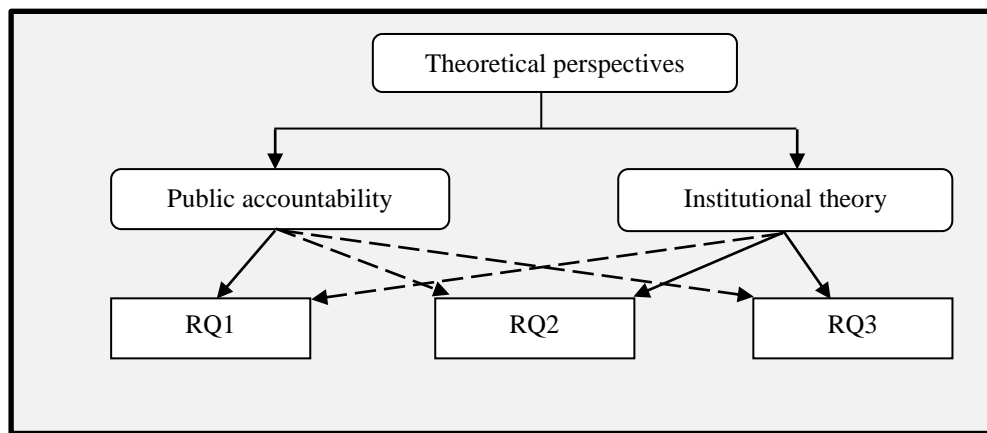 Theoretical perspectives
Public accountability
Institutional theory
RQ1
RQ2
RQ3